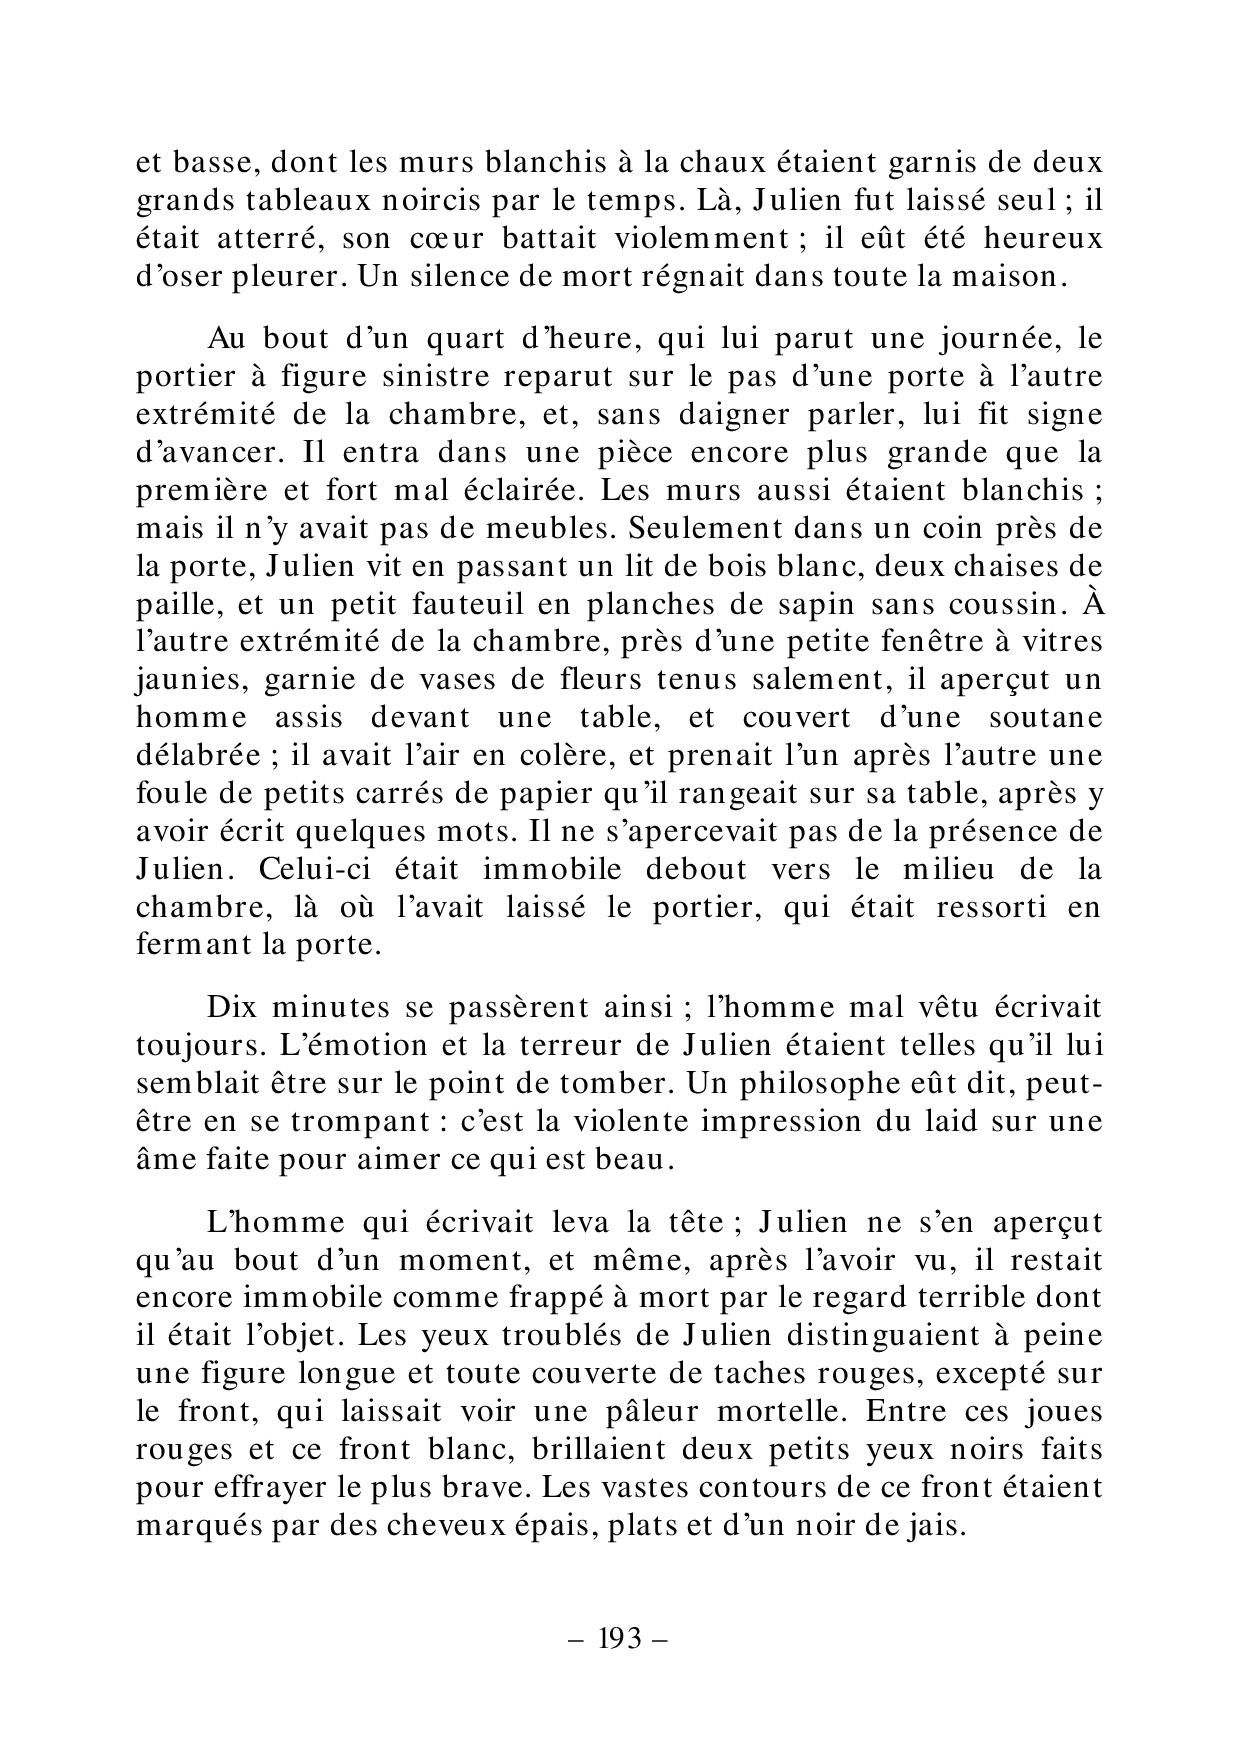 et basse, dont les murs blanchis à la chaux étaient garnis de deux
grands tableaux noircis par le temps. Là, Julien fut laissé seul ; il
était atterré, son cœur battait violemment ; il eût été heureux
d’oser pleurer. Un silence de mort régnait dans toute la maison.
Au bout d’un quart d’heure, qui lui parut une journée, le
portier à figure sinistre reparut sur le pas d’une porte à l’autre
extrémité de la chambre, et, sans daigner parler, lui fit signe
d’avancer. Il entra dans une pièce encore plus grande que la
première et fort mal éclairée. Les murs aussi étaient blanchis ;
mais il n’y avait pas de meubles. Seulement dans un coin près de
la porte, Julien vit en passant un lit de bois blanc, deux chaises de
paille, et un petit fauteuil en planches de sapin sans coussin. À
l’autre extrémité de la chambre, près d’une petite fenêtre à vitres
jaunies, garnie de vases de fleurs tenus salement, il aperçut un
homme assis devant une table, et couvert d’une soutane
délabrée ; il avait l’air en colère, et prenait l’un après l’autre une
foule de petits carrés de papier qu’il rangeait sur sa table, après y
avoir écrit quelques mots. Il ne s’apercevait pas de la présence de
Julien. Celui-ci était immobile debout vers le milieu de la
chambre, là où l’avait laissé le portier, qui était ressorti en
fermant la porte.
Dix minutes se passèrent ainsi ; l’homme mal vêtu écrivait
toujours. L’émotion et la terreur de Julien étaient telles qu’il lui
semblait être sur le point de tomber. Un philosophe eût dit, peut-
être en se trompant : c’est la violente impression du laid sur une
âme faite pour aimer ce qui est beau.
L’homme qui écrivait leva la tête ; Julien ne s’en aperçut
qu’au bout d’un moment, et même, après l’avoir vu, il restait
encore immobile comme frappé à mort par le regard terrible dont
il était l’objet. Les yeux troublés de Julien distinguaient à peine
une figure longue et toute couverte de taches rouges, excepté sur
le front, qui laissait voir une pâleur mortelle. Entre ces joues
rouges et ce front blanc, brillaient deux petits yeux noirs faits
pour effrayer le plus brave. Les vastes contours de ce front étaient
marqués par des cheveux épais, plats et d’un noir de jais.
– 193 –